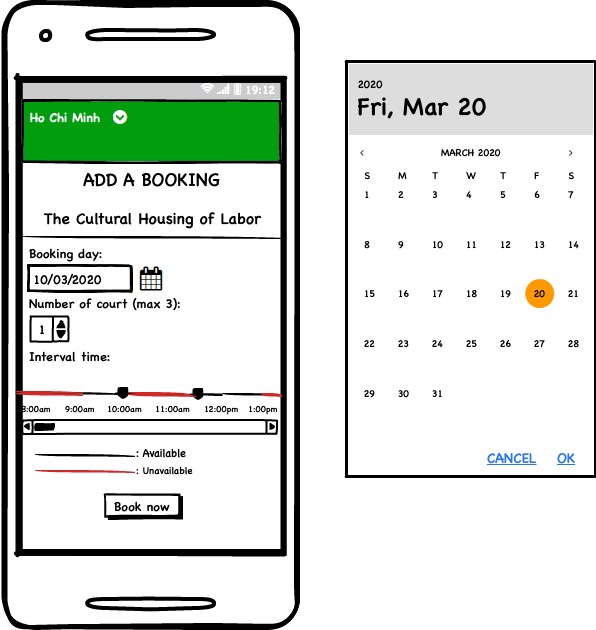 19:12
Ho Chi Minh
ADD A BOOKING
The Cultural Housing of Labor
Booking day:
10/03/2020
Number of court (max 3):
1
Interval time:
8:00am 9:00am 10:00am 11:00am 12:00pm 1:00pm
: Available
: Unavailable
Book now
2020
Fri, Mar 20
< MARCH 2020 >
S M T W T F S
1 2 3 4 5 6 7
8 9 10 11 12 13 14
15 16 17 18 19 20 21
22 23 24 25 26 27 28
29 30 31
CANCEL OK